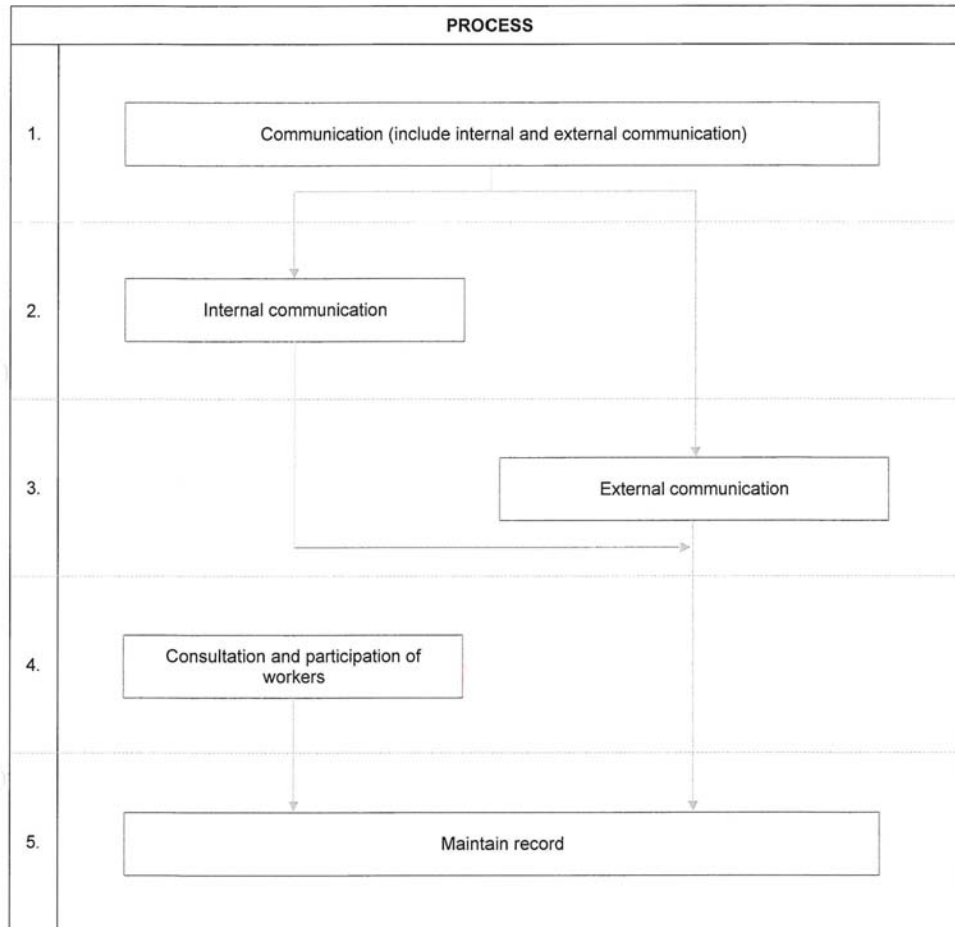 PROCESS
1.
Communication (include internal and external communication)
2.
Internal communication
3.
External communication
4.
Consultation and participation of
workers
5.
Maintain record